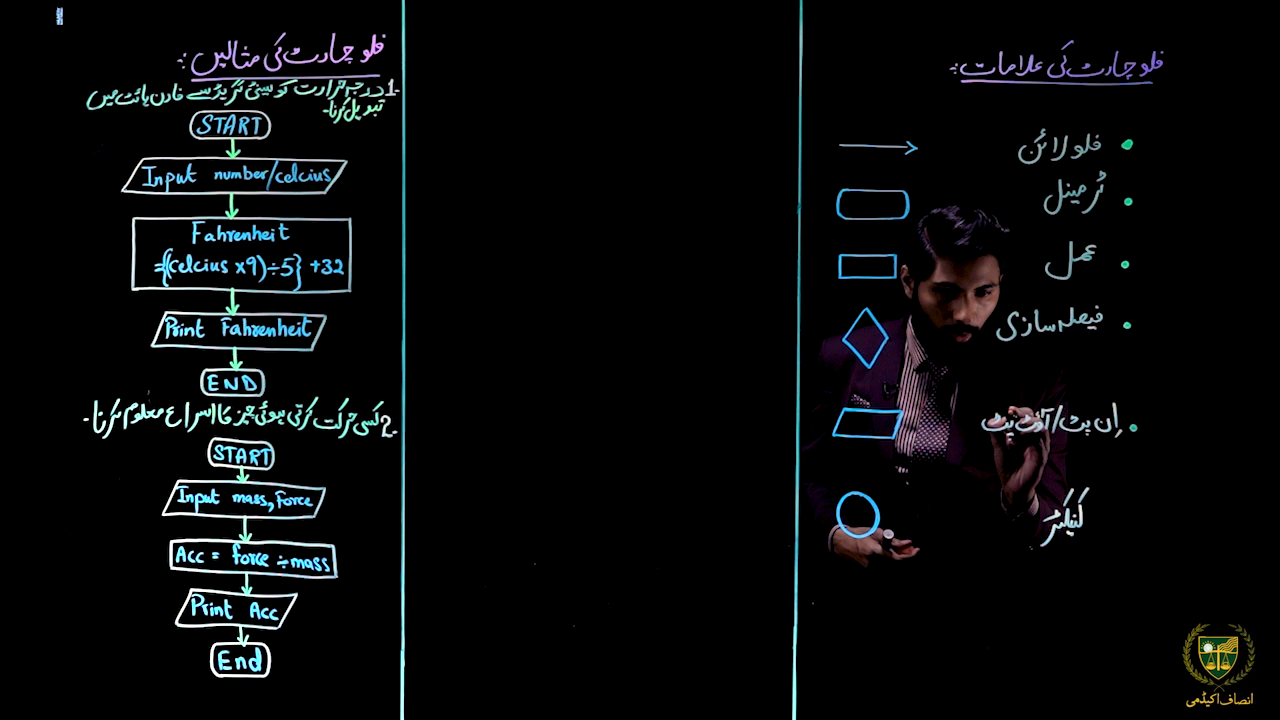 فلو چارٹ کی علامات :-
فلو لائن
ٹرمینل
عمل
فیصلہ سازی
اِن پٹ/آؤٹ پٹ
کنیکٹر
فلو چارٹ کی مثالیں :-
1- درجہ حرارت کو سینٹی گریڈ سے فارن ہائٹ میں
تبدیل کرنا-
START
Input number/celcius
Fahrenheit
={(celcius x9)÷5} +32
Print Fahrenheit
END
2- کسی حرکت کرتی ہوئی چیز کا اسراع معلوم کرنا-
START
Input mass, Force
Acc = force ÷ mass
Print Acc
End
انصاف اکیڈمی